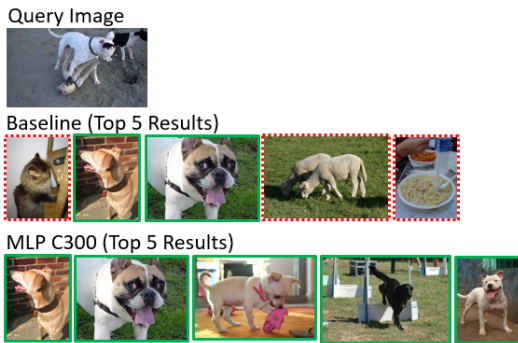 Query Image
Baseline (Top 5 Results)
MLP C300 (Top 5 Results)